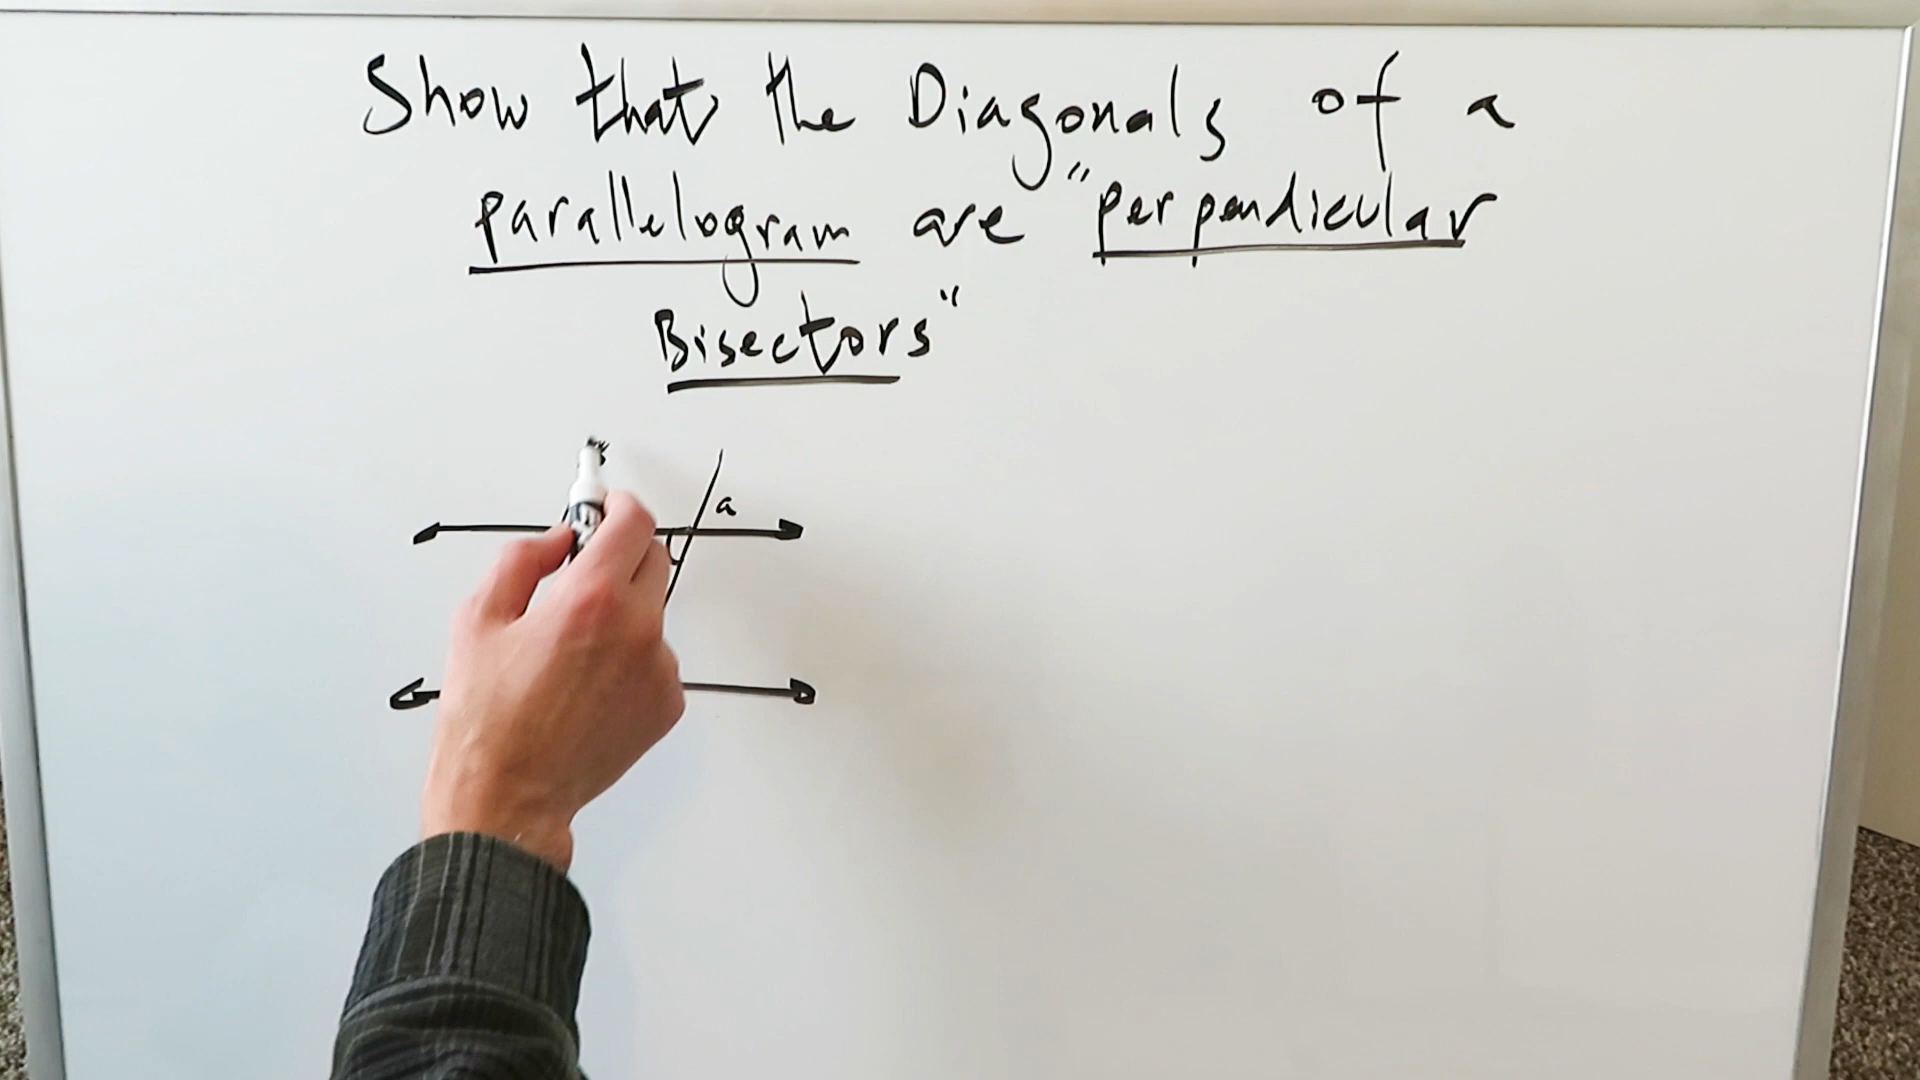 Show that the Diagonals of a
parallelogram are "perpendicular
Bisectors"
a